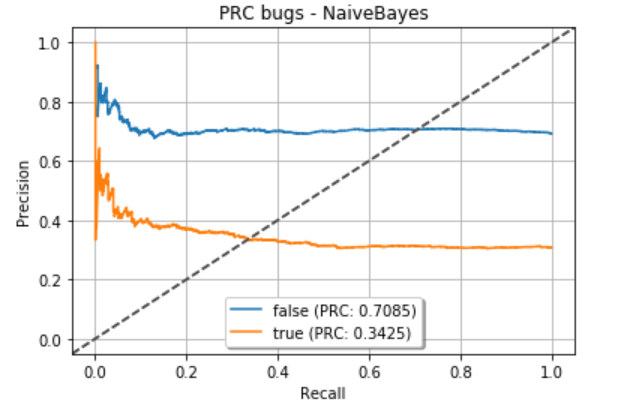 PRC bugs - NaiveBayes
1.0
0.8
0.6
0.4
0.2
0.0
Precision
false (PRC: 0.7085)
true (PRC: 0.3425)
0.0 0.2 0.4 0.6 0.8 1.0
Recall